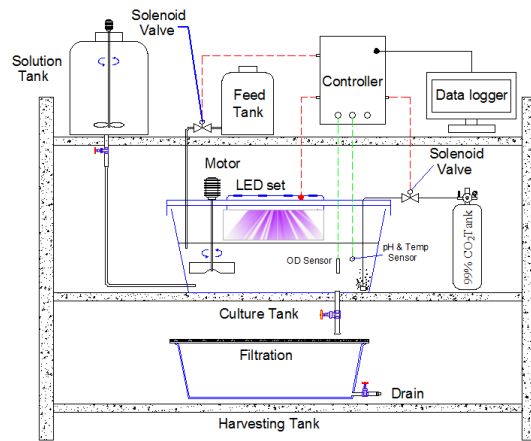 Solenoid
Valve
Solution
Tank
Feed
Tank
Controller
Data logger
Motor
LED set
Solenoid
Valve
OD Sensor
pH & Temp
Sensor
99% CO₂Tank
Culture Tank
Filtration
Drain
Harvesting Tank